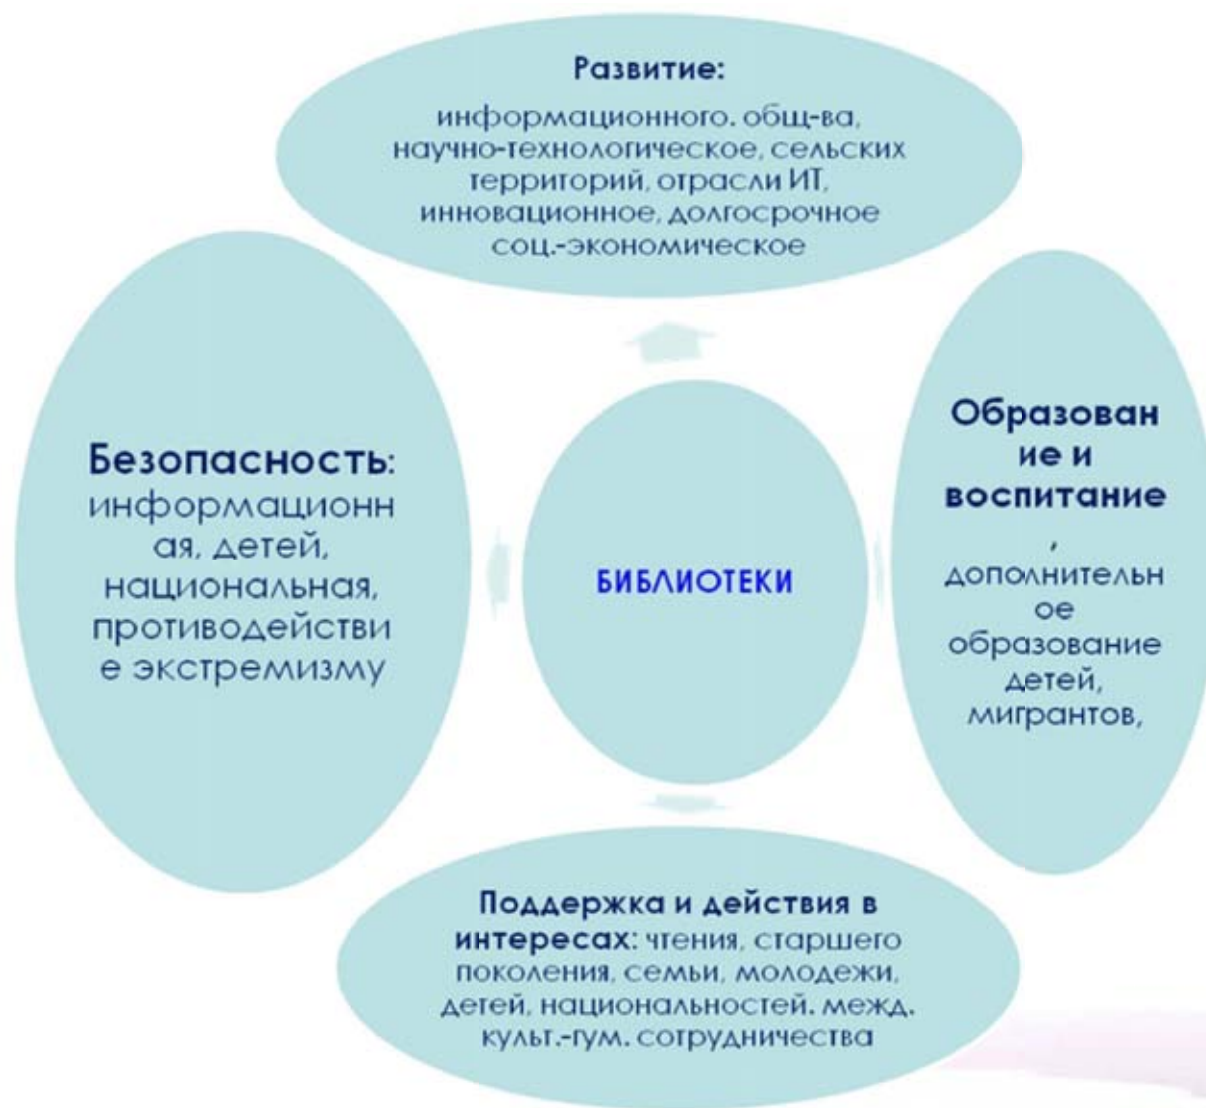 Развитие:
информационного. общ-ва,
научно-технологическое, сельских
территорий, отрасли ИТ,
инновационное, долгосрочное
соц.-экономическое
Безопасность:
информационн
ая, детей,
национальная,
противодействи
е экстремизму
БИБЛИОТЕКИ
Образован
ие и
воспитание
,
дополнительн
ое
образование
детей,
мигрантов,
Поддержка и действия в
интересах: чтения, старшего
поколения, семьи, молодежи,
детей, национальностей. межд.
культ.-гум. сотрудничества